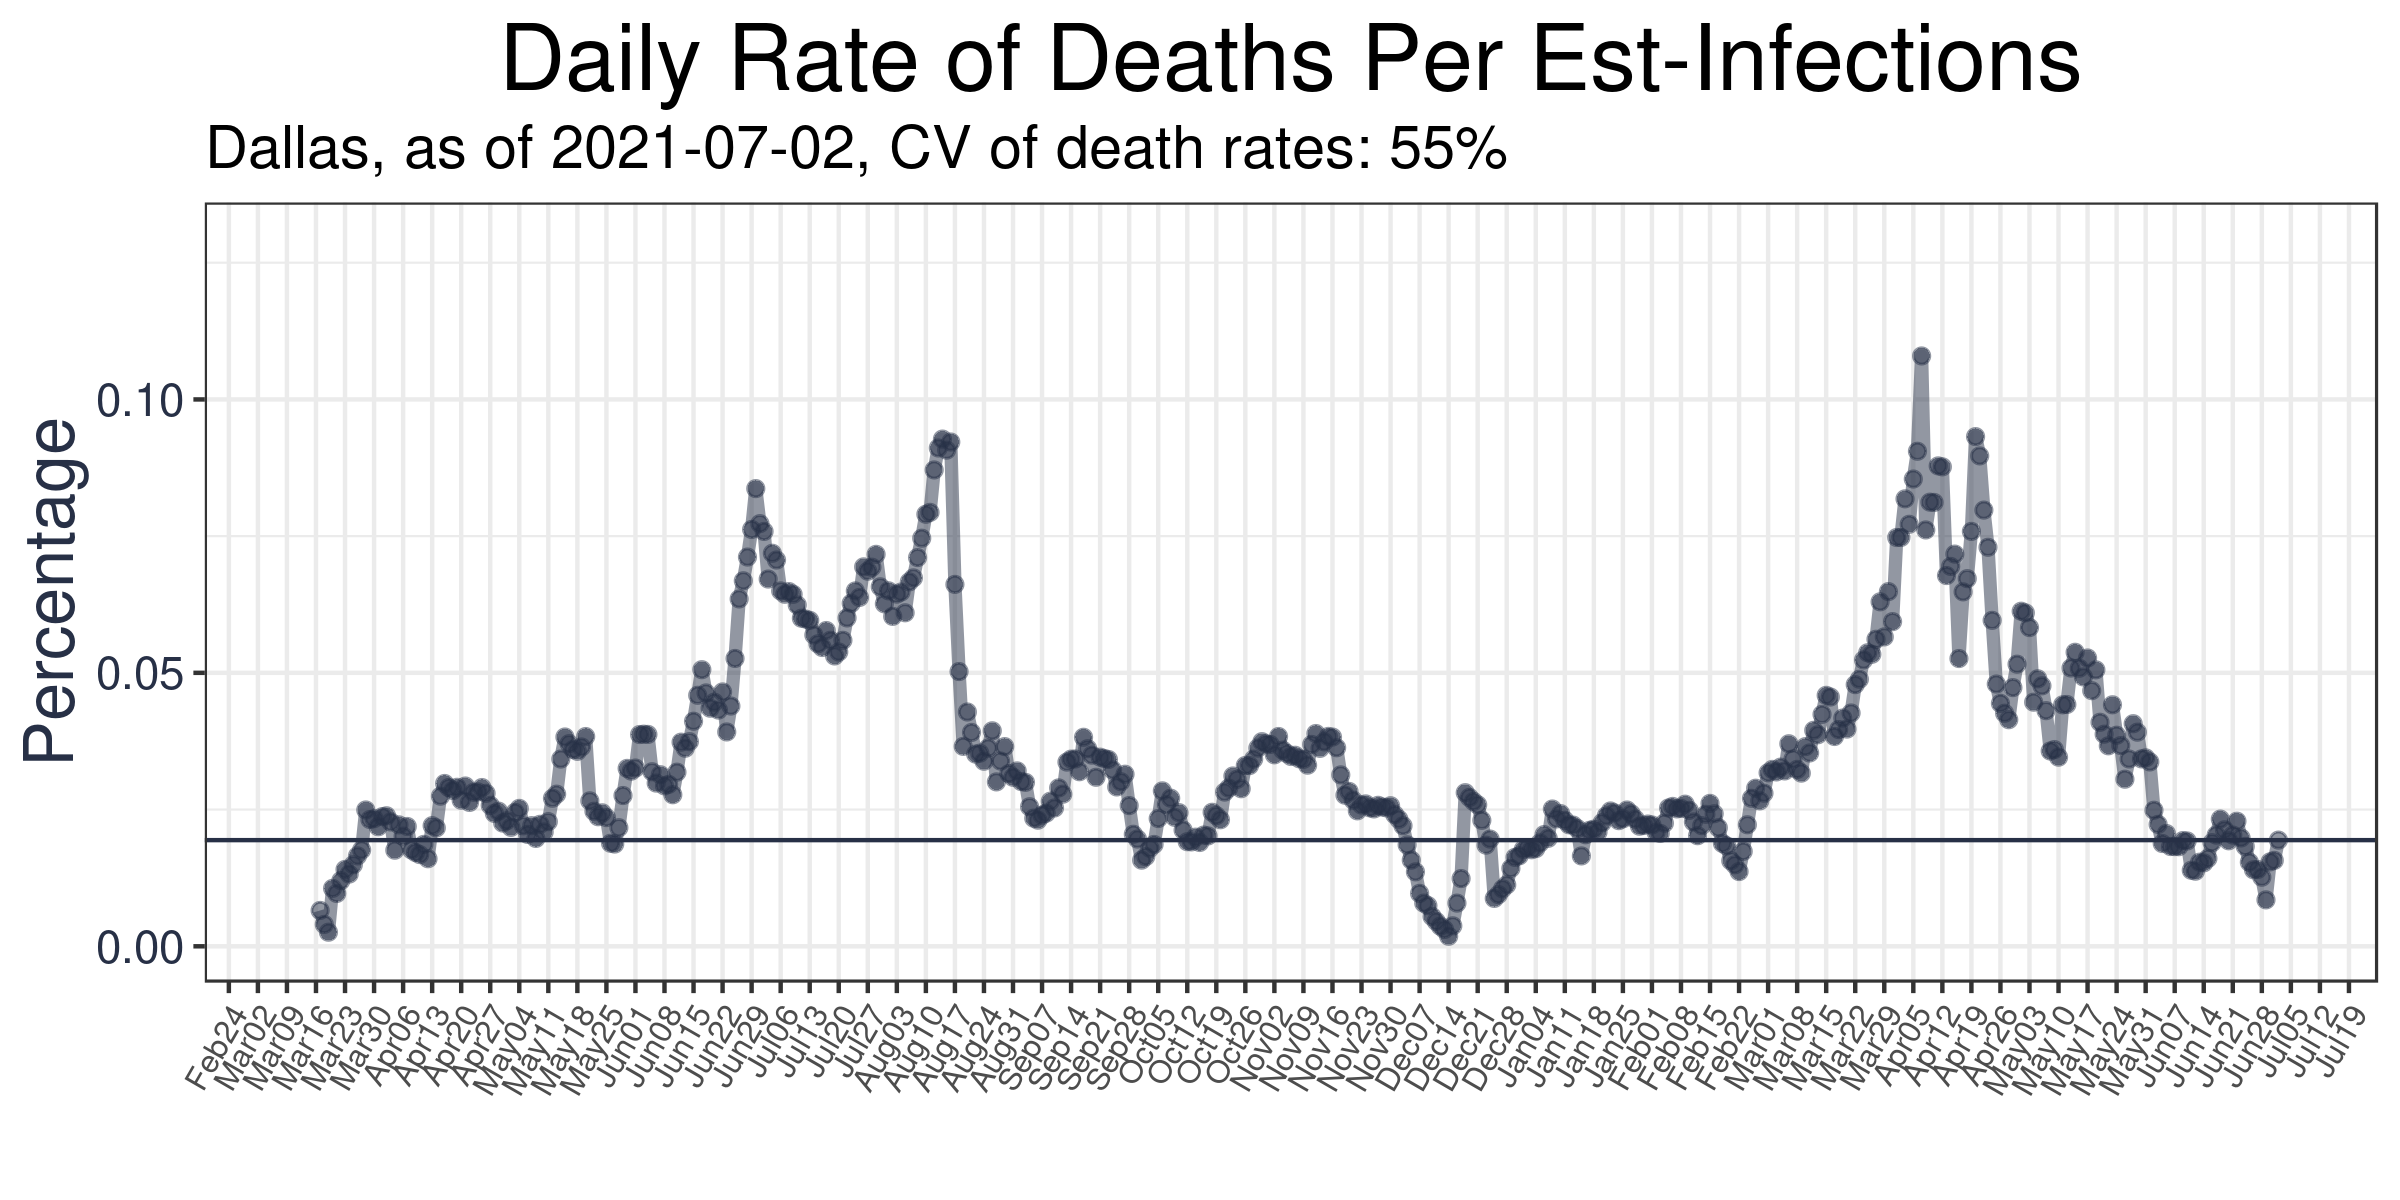 Daily Rate of Deaths Per Est-Infections
Dallas, as of 2021-07-02, CV of death rates: 55%
Percentage
0.10
0.05
0.00
Feb24
Mar02
Mar09
Mar16
Mar23
Mar30
Apr06
Apr13
Apr20
Apr27
May04
May11
May18
May25
Jun01
Jun08
Jun15
Jun22
Jun29
Jul06
Jul13
Jul20
Jul27
Aug03
Aug10
Aug17
Aug24
Aug31
Sep07
Sep14
Sep21
Sep28
Oct05
Oct12
Oct19
Oct26
Nov02
Nov09
Nov16
Nov23
Nov30
Dec07
Dec14
Dec21
Dec28
Jan04
Jan11
Jan18
Jan25
Feb01
Feb08
Feb15
Feb22
Mar01
Mar08
Mar15
Mar22
Mar29
Apr05
Apr12
Apr19
Apr26
May03
May10
May17
May24
May31
Jun07
Jun14
Jun21
Jun28
Jul05
Jul12
Jul19